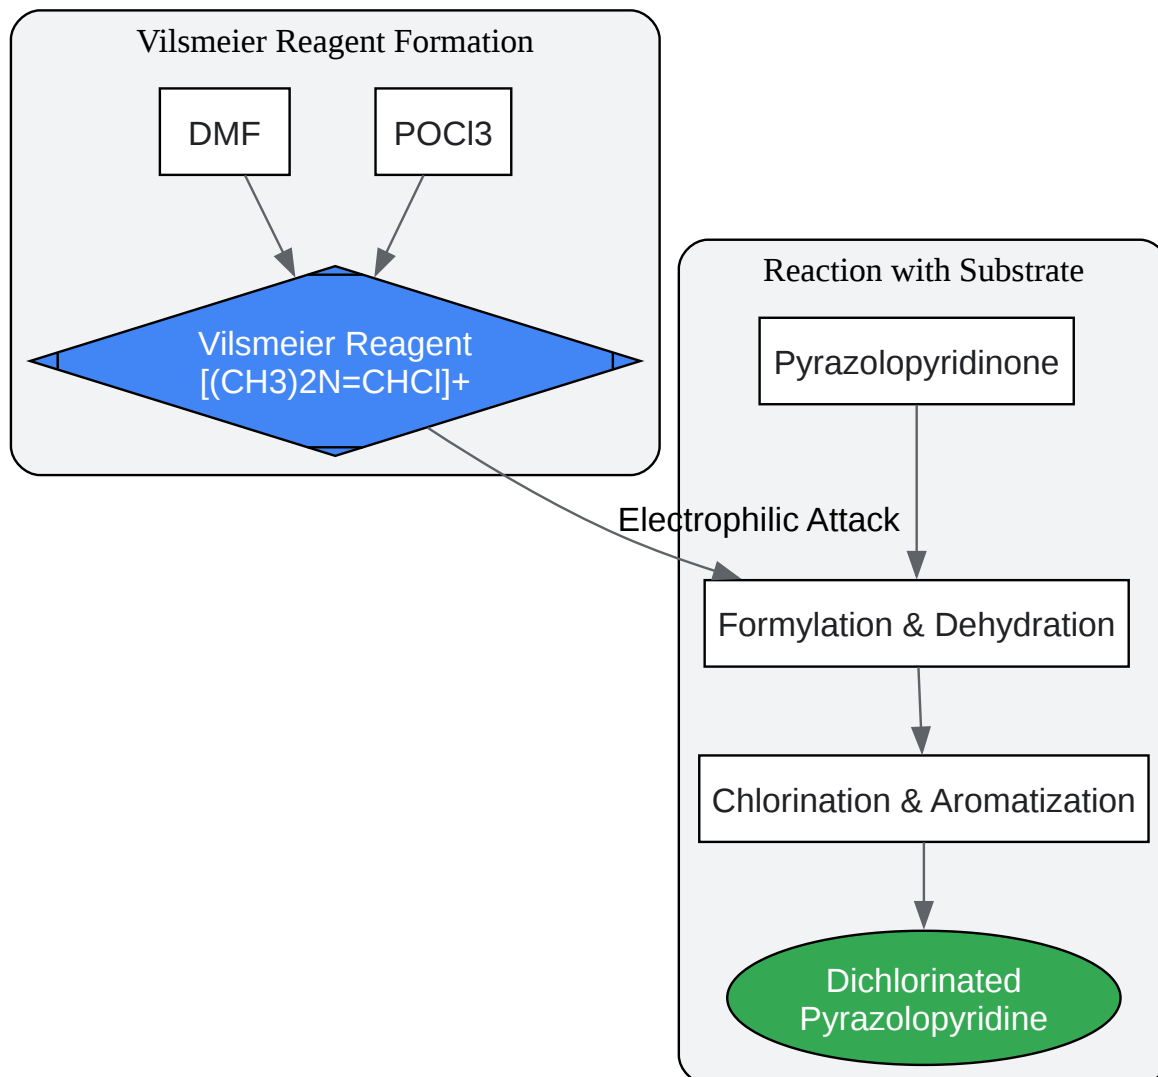 Vilsmeier Reagent Formation
DMF
POCl3
Vilsmeier Reagent
[(CH3)2N=CHCl]+
Reaction with Substrate
Pyrazolopyridinone
Electrophilic Attack
Formylation & Dehydration
Chlorination & Aromatization
Dichlorinated
Pyrazolopyridine